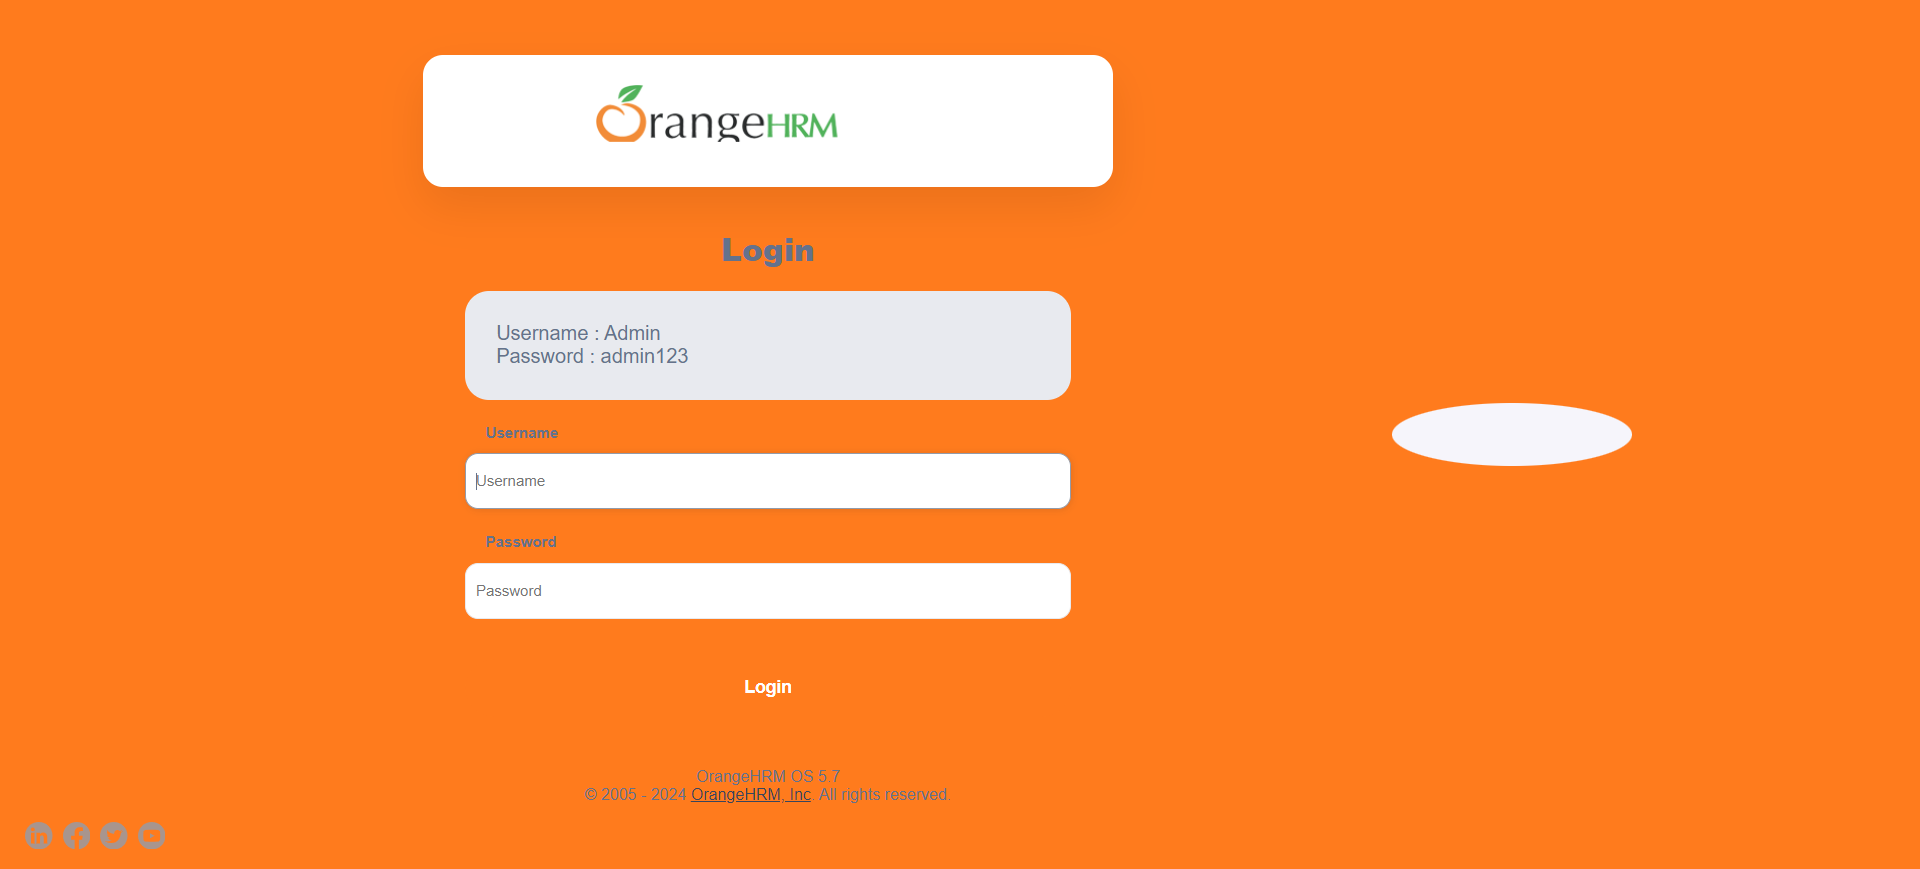 OrangeHRM
Login
Username : Admin
Password : admin123
Username
Username
Password
Password
Login
OrangeHRM OS 5.7
© 2005 - 2024 OrangeHRM, Inc. All rights reserved.